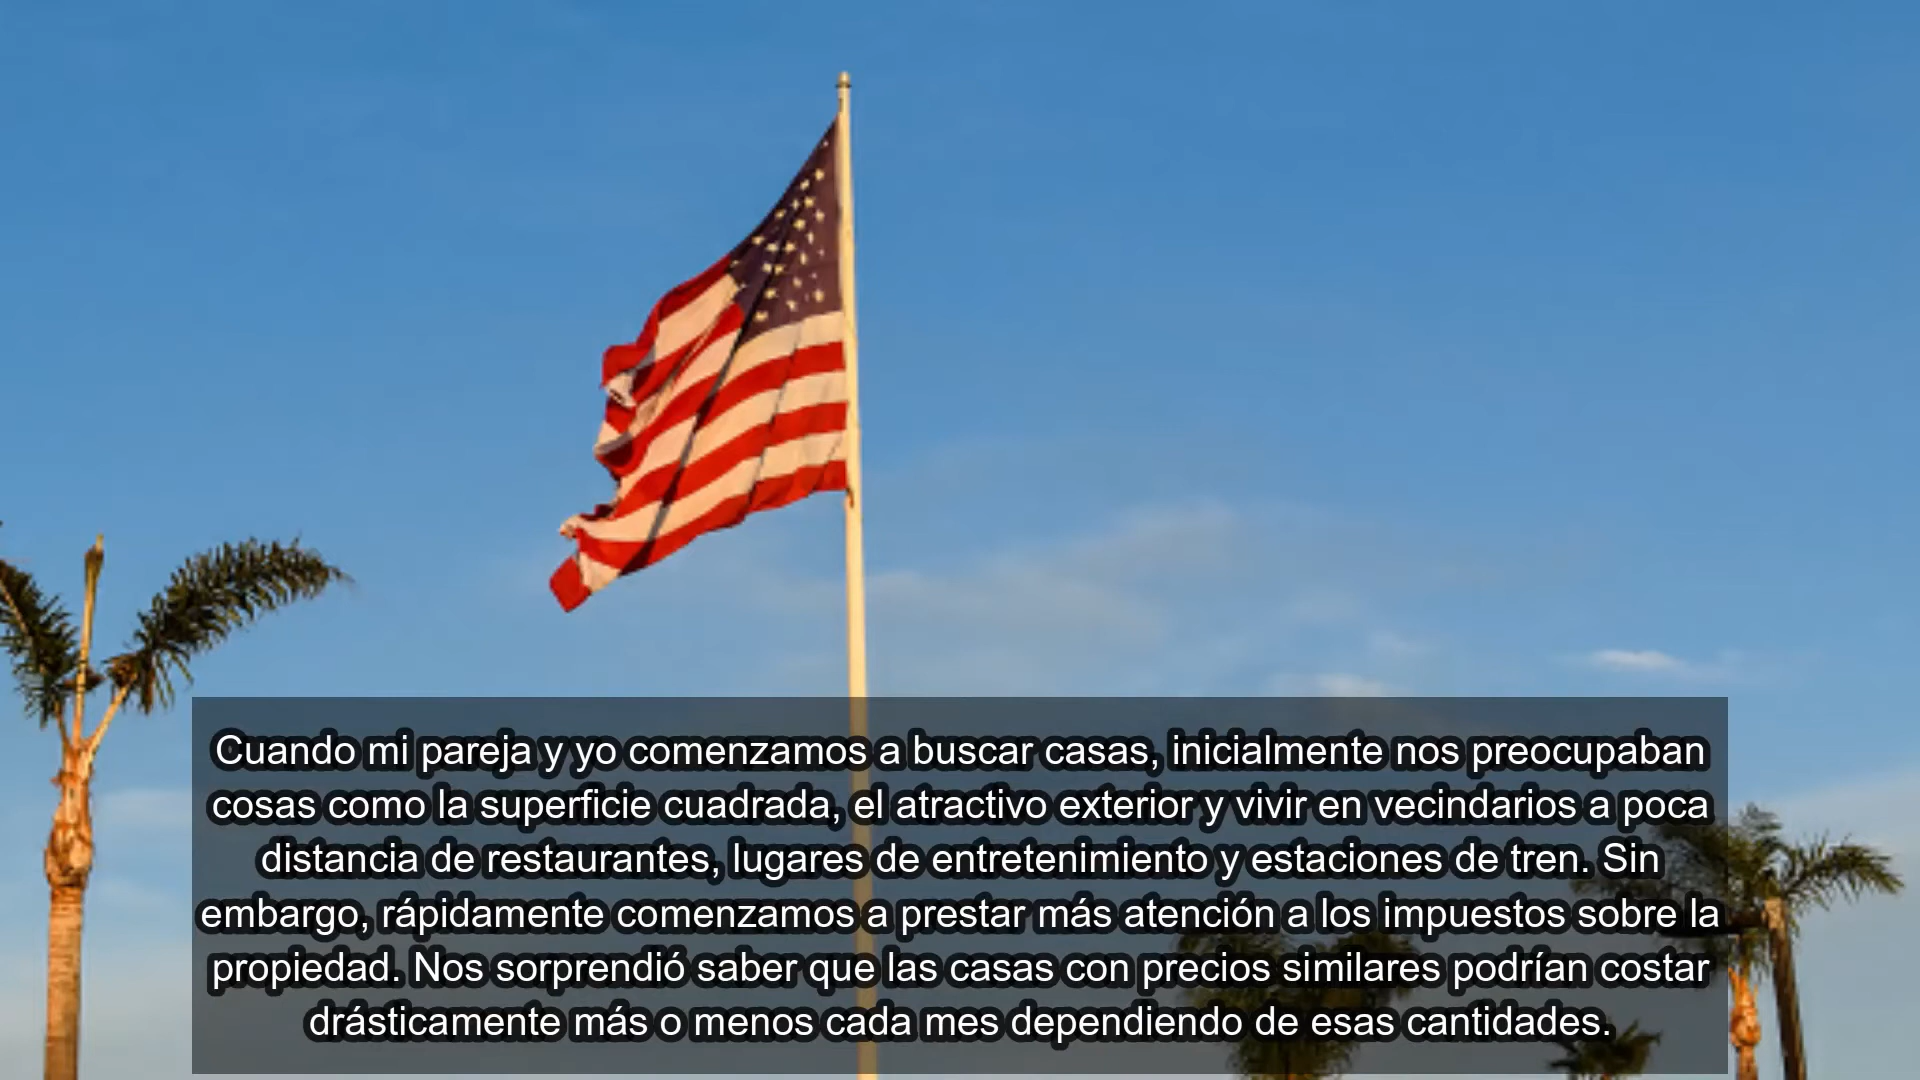 Cuando mi pareja y yo comenzamos a buscar casas, inicialmente nos preocupaban
cosas como la superficie cuadrada, el atractivo exterior y vivir en vecindarios a poca
distancia de restaurantes, lugares de entretenimiento y estaciones de tren. Sin
embargo, rápidamente comenzamos a prestar más atención a los impuestos sobre la
propiedad. Nos sorprendió saber que las casas con precios similares podrían costar
drásticamente más o menos cada mes dependiendo de esas cantidades.